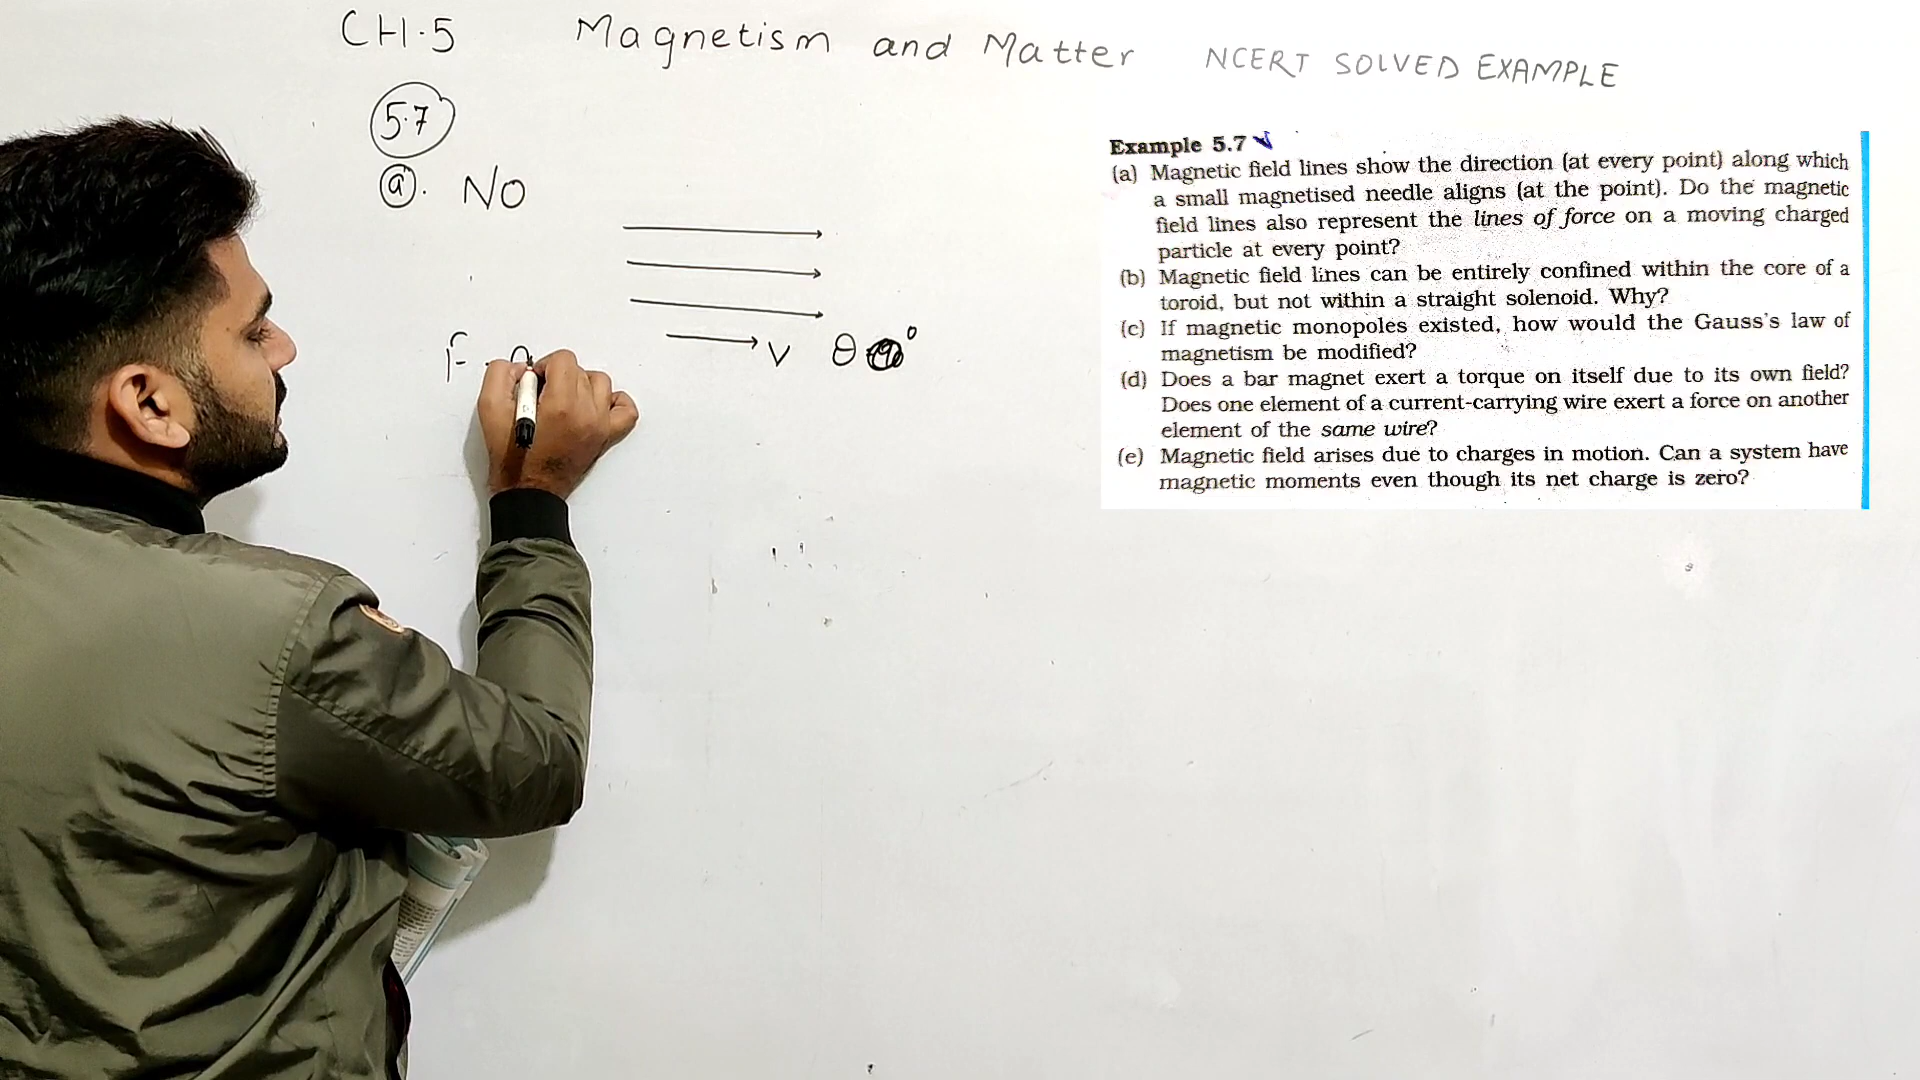 CH.5 Magnetism and Matter NCERT SOLVED EXAMPLE
5.7
(a). NO
V θ
F
Example 5.7
(a) Magnetic field lines show the direction (at every point) along which
a small magnetised needle aligns (at the point). Do the magnetic
field lines also represent the lines of force on a moving charged
particle at every point?
(b) Magnetic field lines can be entirely confined within the core of a
toroid, but not within a straight solenoid. Why?
(c) If magnetic monopoles existed, how would the Gauss's law of
magnetism be modified?
(d) Does a bar magnet exert a torque on itself due to its own field?
Does one element of a current-carrying wire exert a force on another
element of the same wire?
(e) Magnetic field arises due to charges in motion. Can a system have
magnetic moments even though its net charge is zero?